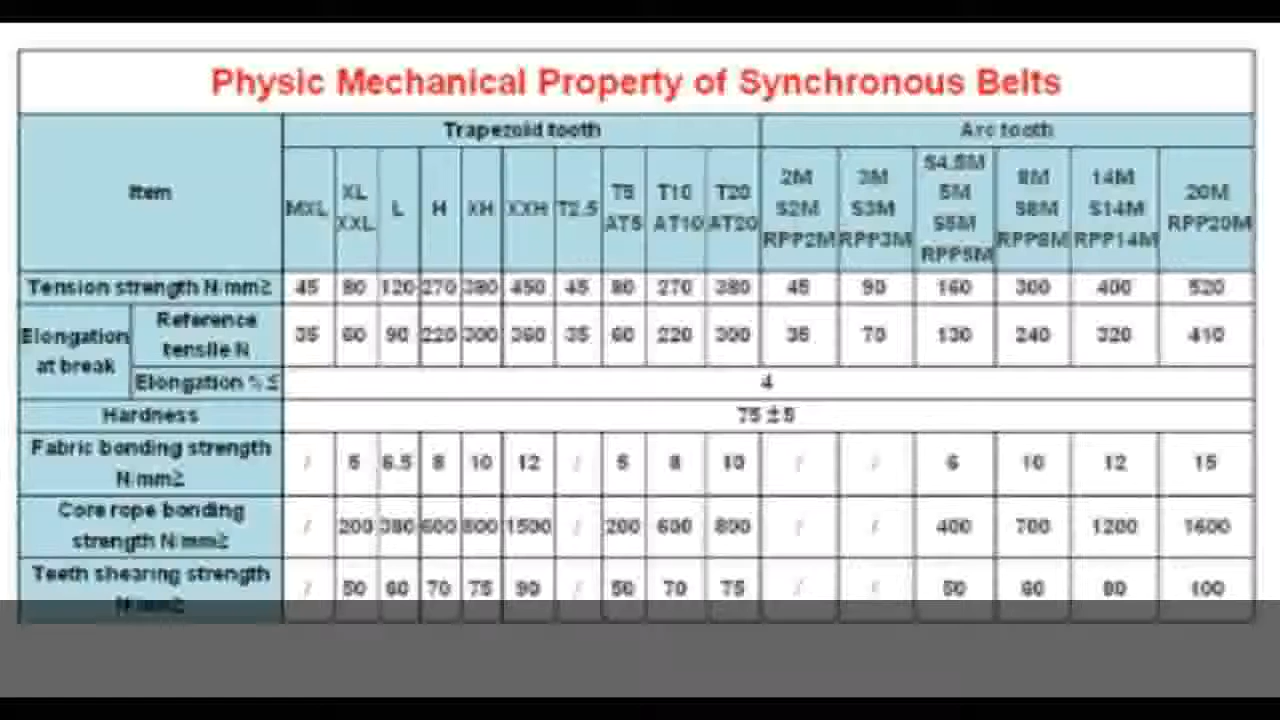 Physic Mechanical Property of Synchronous Belts
Item Trapezoid tooth Arc tooth
MXL XL XXL L H XH XXH T2.5 T5 AT5 T10 AT10 T20 AT20 2M S2M RPP2M 3M S3M RPP3M S4.5M 5M S5M RPP5M 8M S8M RPP8M 14M S14M RPP14M 20M RPP20M
Tension strength N/mm≥ 45 80 120 270 380 450 45 80 270 380 45 90 160 300 400 520
Elongation at break Reference tensile N 35 60 90 220 300 360 35 60 220 300 35 70 130 240 320 410
Elongation % ≤ 4
Hardness 75±5
Fabric bonding strength N/mm≥ / 5 6.5 8 10 12 / 5 8 10 / / 6 10 12 15
Core rope bonding strength N/mm≥ / 200 380 600 800 1500 / 200 600 800 / / 400 700 1200 1600
Teeth shearing strength N/mm≥ / 50 60 70 75 90 / 50 70 75 / / 50 60 80 100